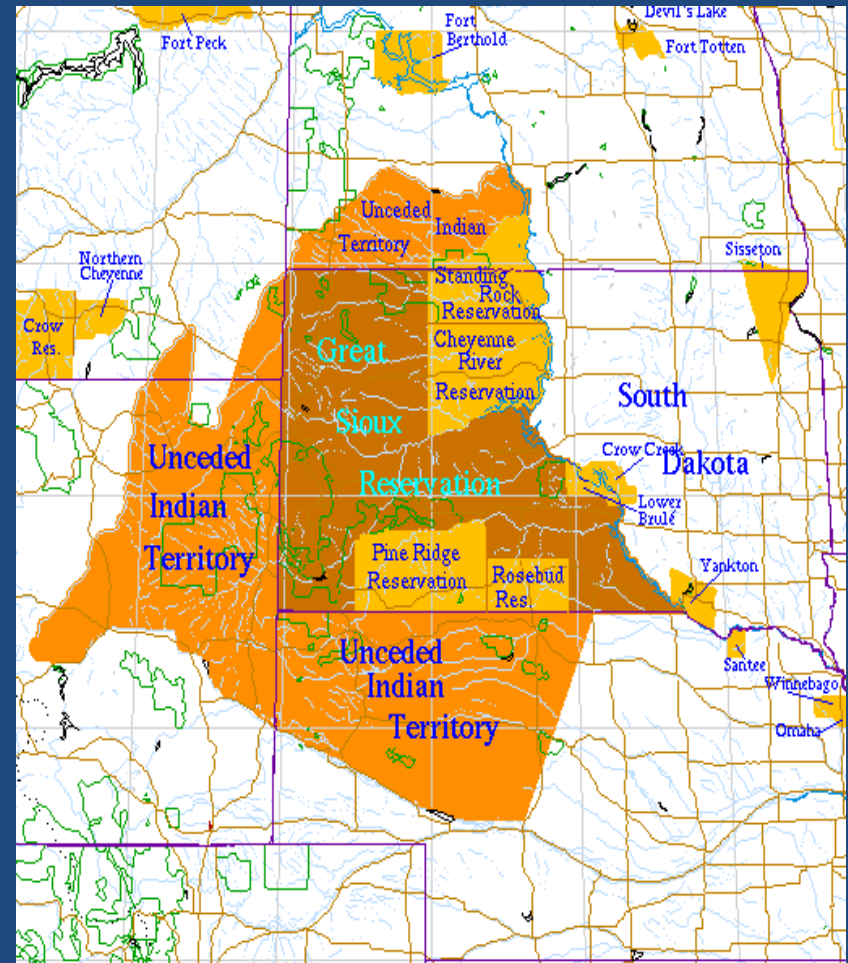 Fort Peck
Fort
Berthold
Devil's Lake
Fort Totten
Unceded
Indian
Territory
Northern
Cheyenne
Sisseton
Standing
Rock
Reservation
Crow
Res.
Great
Cheyenne
River
Reservation
South
Sioux
Dakota
Crow Creek
Unceded
Indian
Territory
Reservation
Lower
Brulé
Pine Ridge
Reservation
Rosebud
Res.
Yankton
Unceded
Indian
Territory
Santee
Winnebago
Omaha